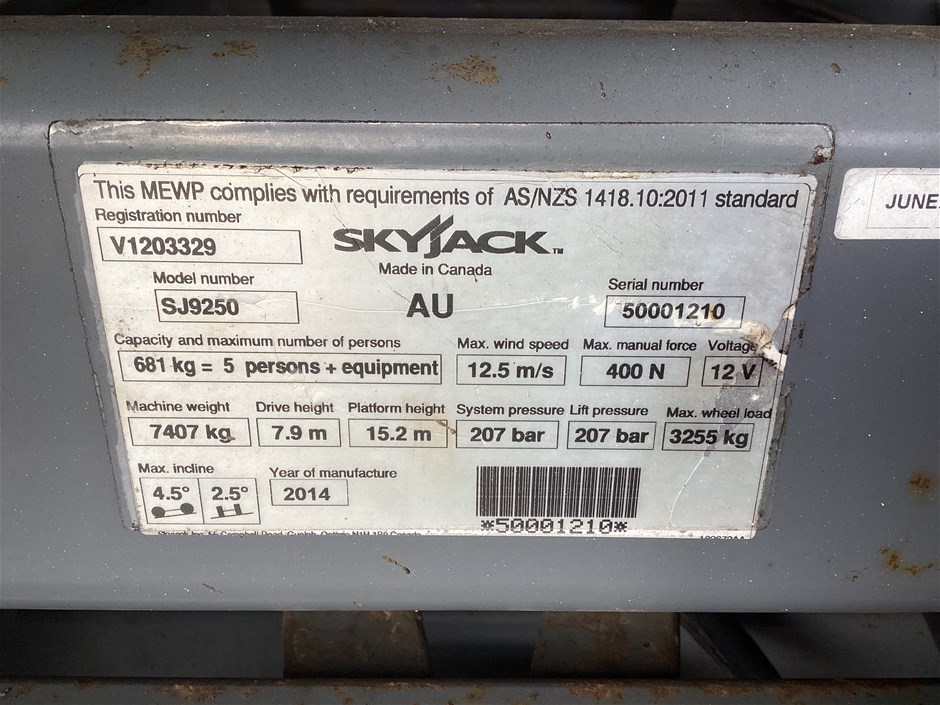 This MEWP complies with requirements of AS/NZS 1418.10:2011 standard
Registration number
V1203329
SKYJACK™
Made in Canada
AU
Model number
SJ9250
Serial number
50001210
Capacity and maximum number of persons
681 kg = 5 persons + equipment
Max. wind speed
12.5 m/s
Max. manual force
400 N
Voltage
12 V
Machine weight
7407 kg
Drive height
7.9 m
Platform height
15.2 m
System pressure
207 bar
Lift pressure
207 bar
Max. wheel load
3255 kg
Max. incline
4.5° 2.5°
Year of manufacture
2014
*50001210*
JUNE